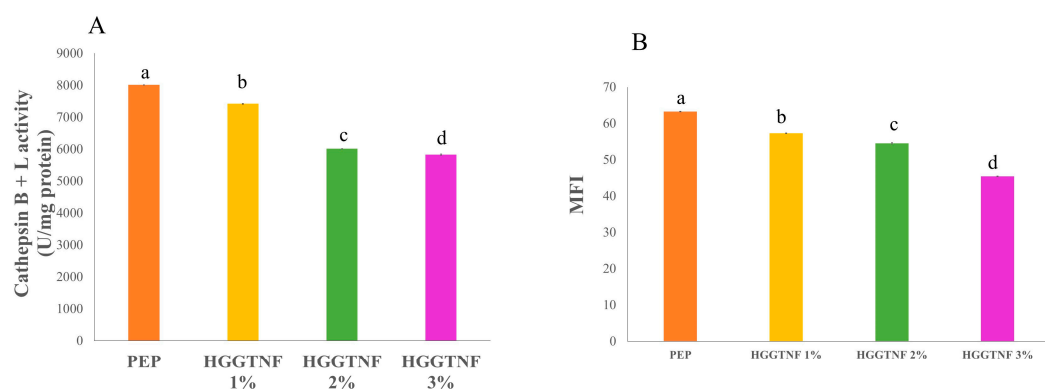 A
Cathepsin B + L activity
(U/mg protein)
9000
8000
7000
6000
5000
4000
3000
2000
1000
0
a
b
c
d
PEP
HGGTNF
1%
HGGTNF
2%
HGGTNF
3%
B
MFI
70
60
50
40
30
20
10
0
a
b
c
d
PEP
HGGTNF 1%
HGGTNF 2%
HGGTNF 3%